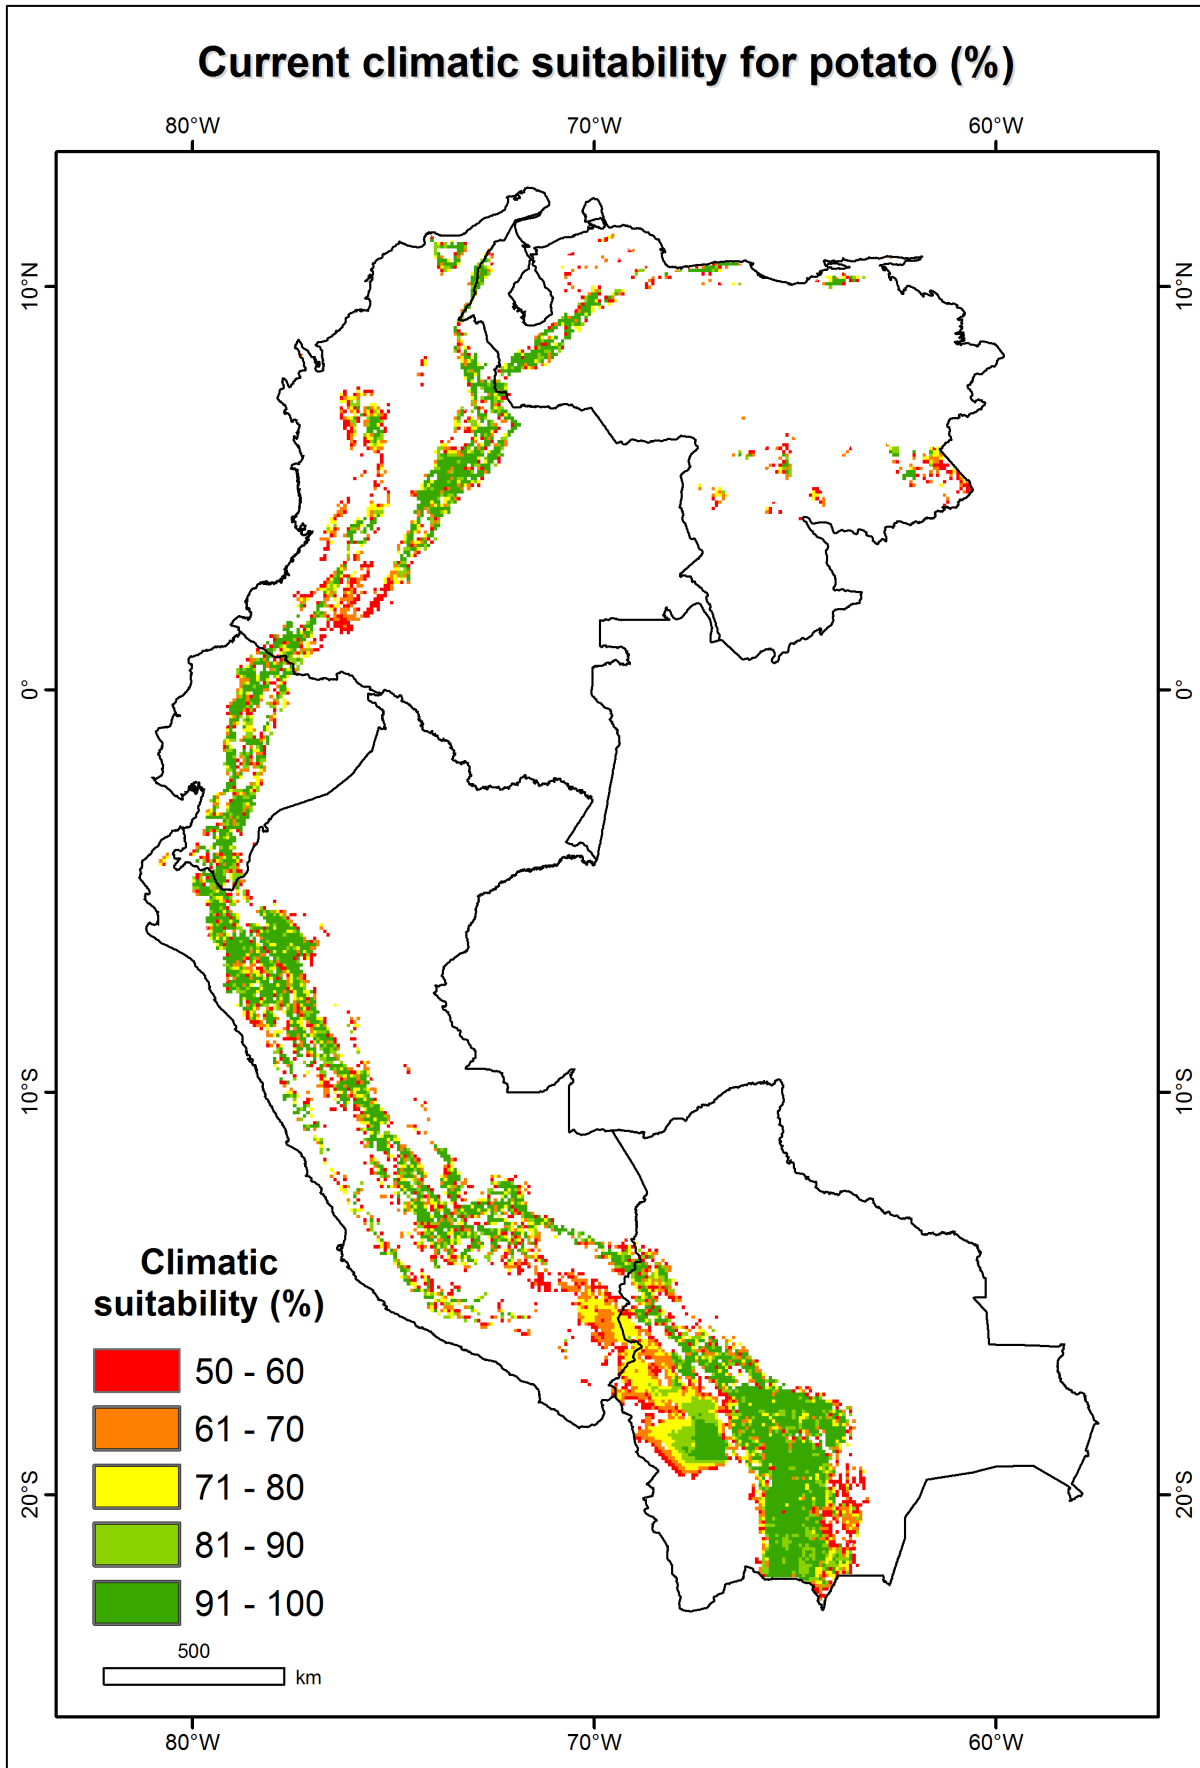 Current climatic suitability for potato (%)
80°W 70°W 60°W
10°N 10°N
0° 0°
10°S 10°S
20°S 20°S
Climatic
suitability (%)
50 - 60
61 - 70
71 - 80
81 - 90
91 - 100
500
km
80°W 70°W 60°W